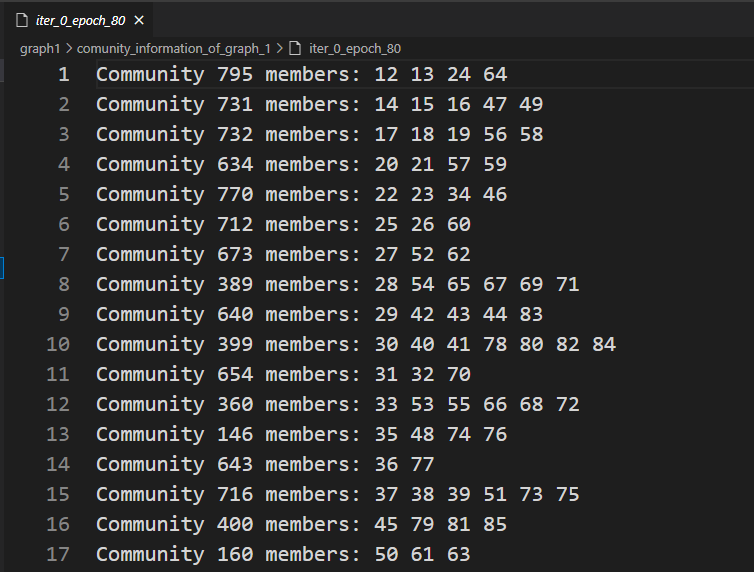 iter_0_epoch_80 ×
graph1 > comunity_information_of_graph_1 > iter_0_epoch_80
1 Community 795 members: 12 13 24 64
2 Community 731 members: 14 15 16 47 49
3 Community 732 members: 17 18 19 56 58
4 Community 634 members: 20 21 57 59
5 Community 770 members: 22 23 34 46
6 Community 712 members: 25 26 60
7 Community 673 members: 27 52 62
8 Community 389 members: 28 54 65 67 69 71
9 Community 640 members: 29 42 43 44 83
10 Community 399 members: 30 40 41 78 80 82 84
11 Community 654 members: 31 32 70
12 Community 360 members: 33 53 55 66 68 72
13 Community 146 members: 35 48 74 76
14 Community 643 members: 36 77
15 Community 716 members: 37 38 39 51 73 75
16 Community 400 members: 45 79 81 85
17 Community 160 members: 50 61 63